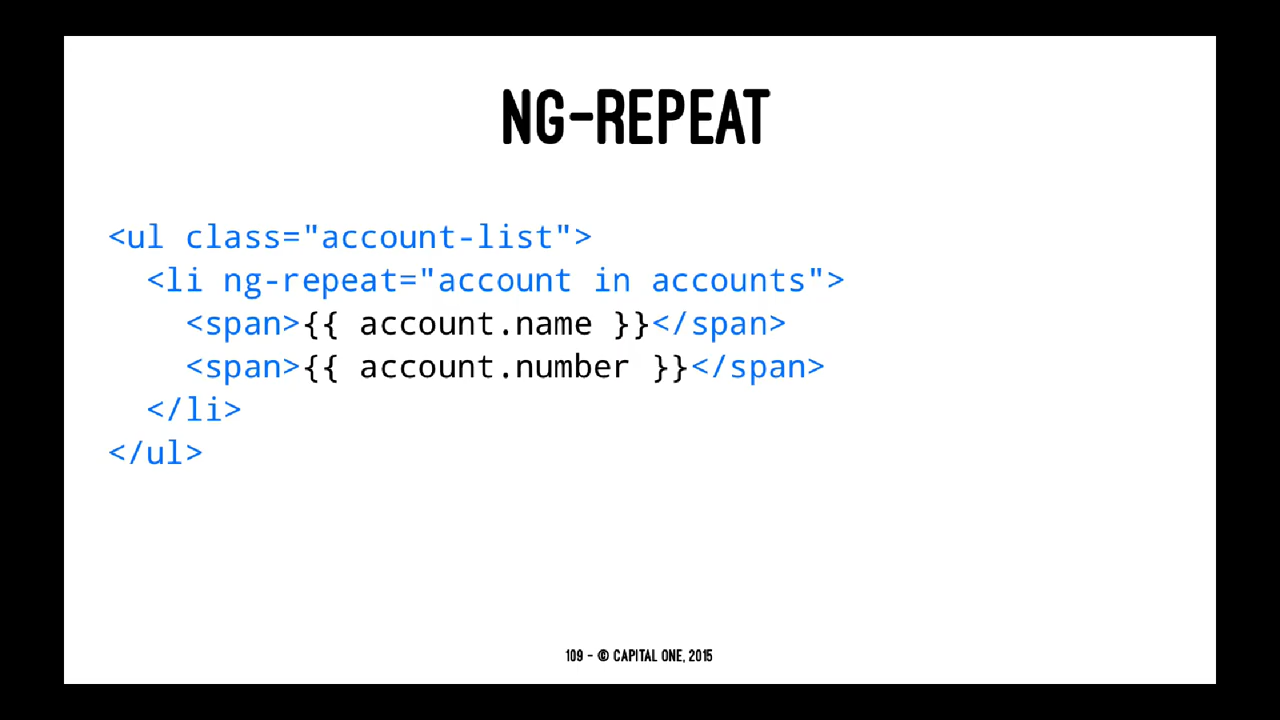 NG-REPEAT
<ul class="account-list">
  <li ng-repeat="account in accounts">
    <span>{{ account.name }}</span>
    <span>{{ account.number }}</span>
  </li>
</ul>
109 - © CAPITAL ONE, 2015